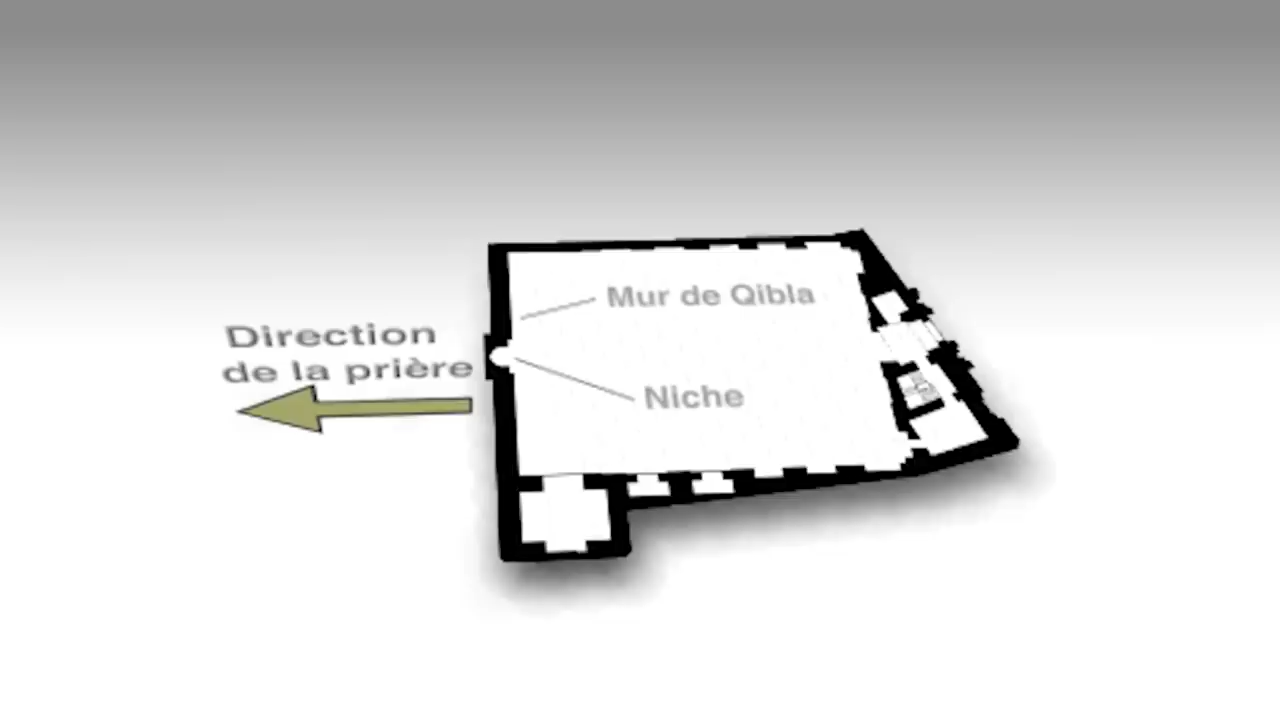 Mur de Qibla
Direction
de la prière
Niche